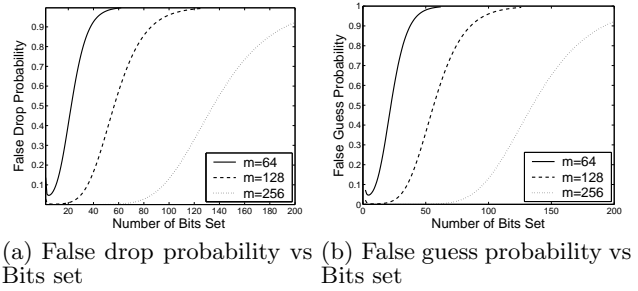 False Drop Probability
0.9
0.8
0.7
0.6
0.5
0.4
0.3
0.2
0.1
20 40 60 80 100 120 140 160 180 200
Number of Bits Set
m=64
m=128
m=256
False Guess Probability
1
0.9
0.8
0.7
0.6
0.5
0.4
0.3
0.2
0.1
0
0 50 100 150 200
Number of Bits Set
m=64
m=128
m=256
(a) False drop probability vs
Bits set
(b) False guess probability vs
Bits set